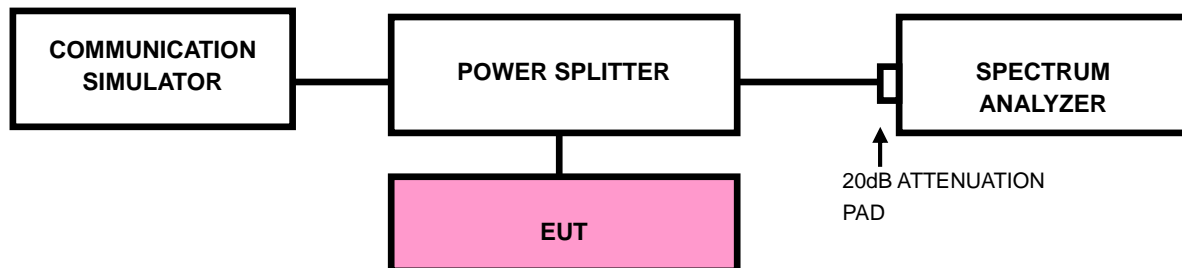 COMMUNICATION
SIMULATOR
POWER SPLITTER
SPECTRUM
ANALYZER
20dB ATTENUATION
PAD
EUT